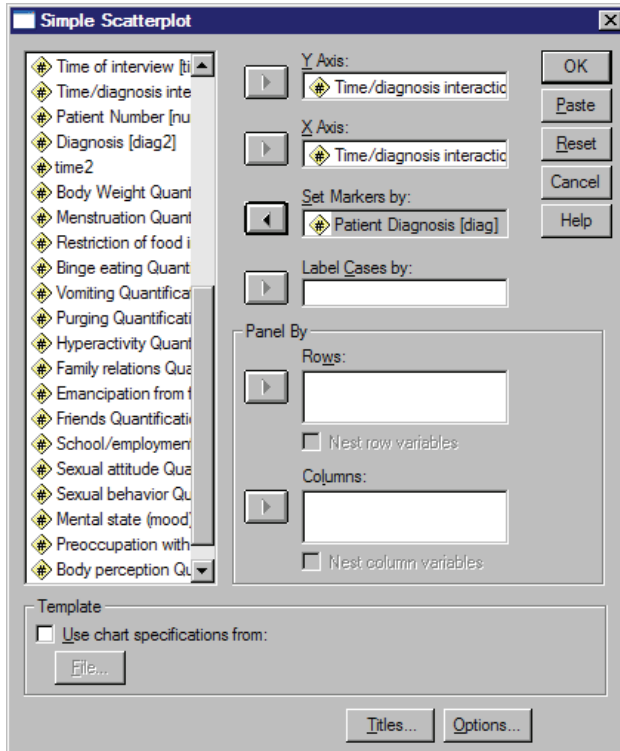 Simple Scatterplot
Time of interview [ti
Time/diagnosis inte
Patient Number [nu
Diagnosis [diag2]
time2
Body Weight Quant
Menstruation Quant
Restriction of food i
Binge eating Quant
Vomiting Quantifica
Purging Quantificati
Hyperactivity Quant
Family relations Qua
Emancipation from f
Friends Quantificati
School/employment
Sexual attitude Qua
Sexual behavior Qu
Mental state (mood)
Preoccupation with
Body perception Qu
Y Axis:
Time/diagnosis interactio
X Axis:
Time/diagnosis interactio
Set Markers by:
Patient Diagnosis [diag]
Label Cases by:
Panel By
Rows:
Nest row variables
Columns:
Nest column variables
OK
Paste
Reset
Cancel
Help
Template
Use chart specifications from:
File...
Titles...
Options...